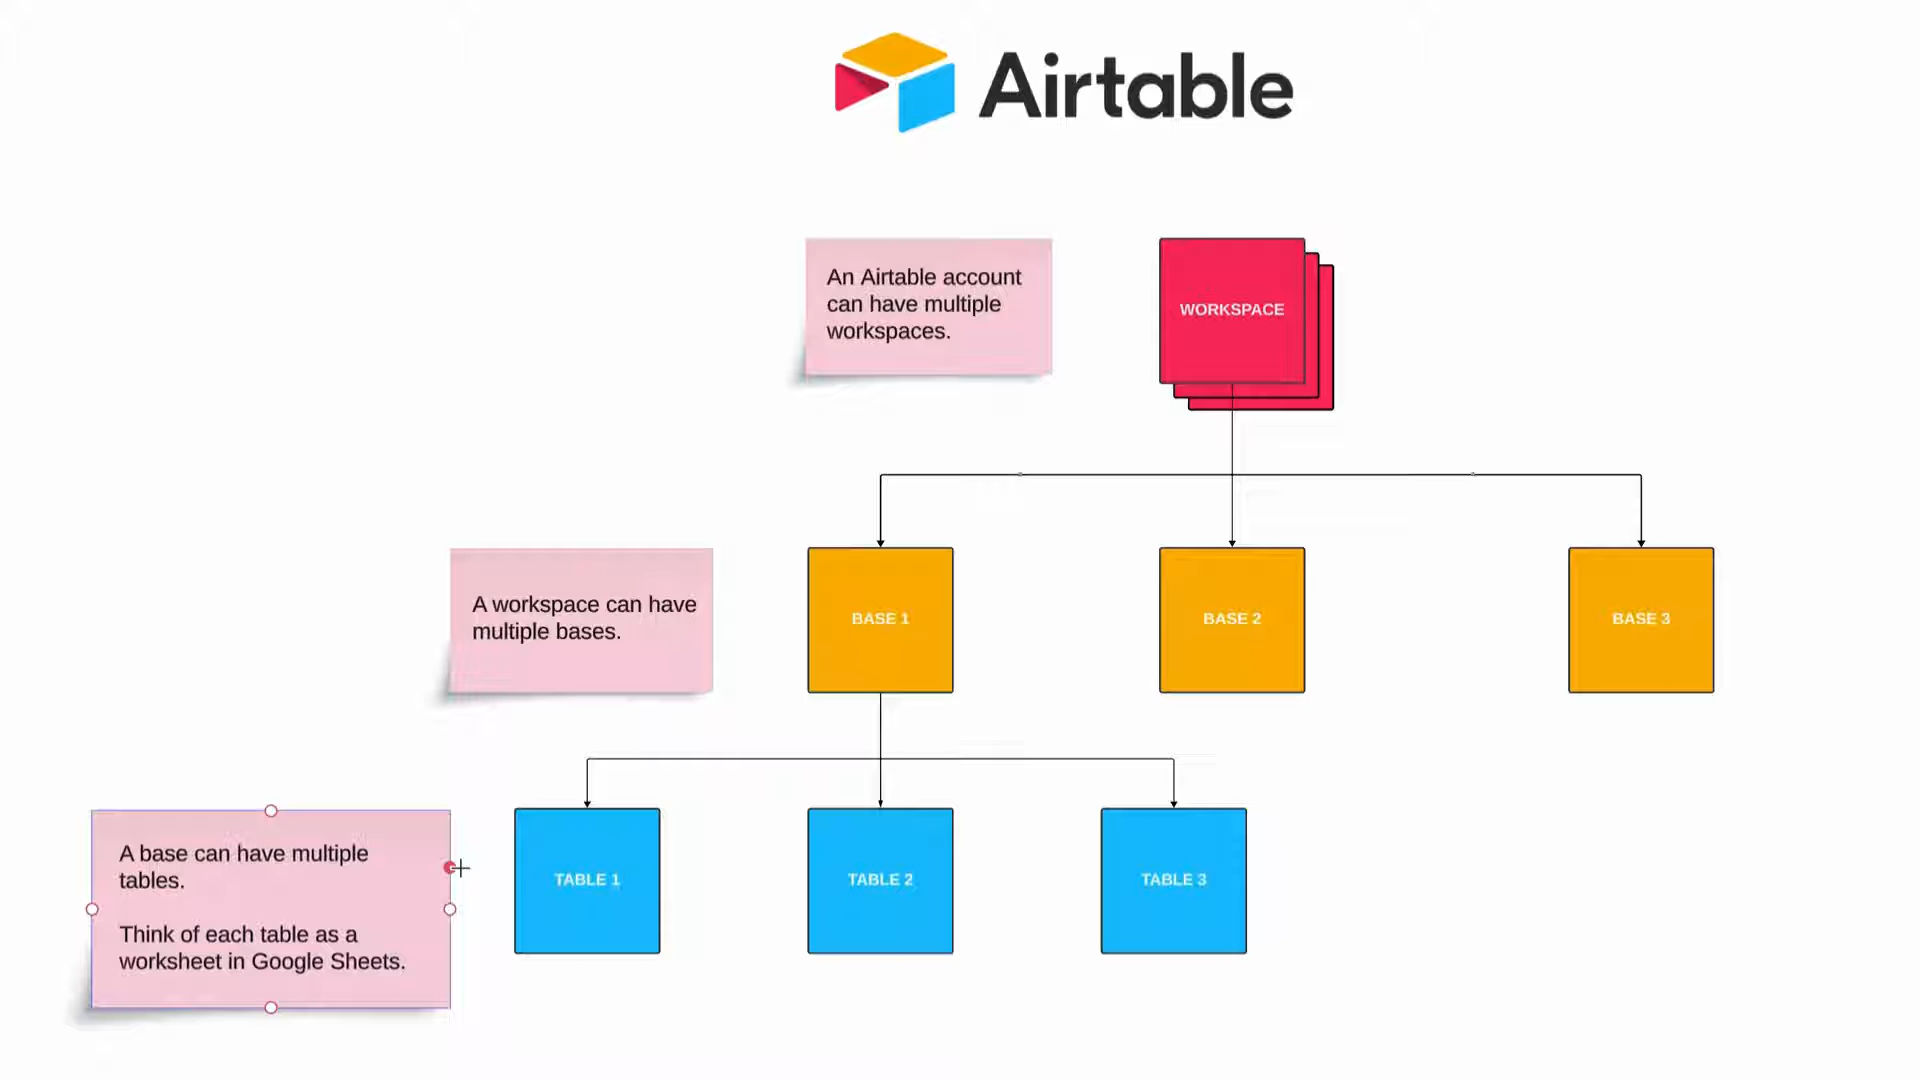 Airtable
An Airtable account
can have multiple
workspaces.
WORKSPACE
A workspace can have
multiple bases.
BASE 1
BASE 2
BASE 3
A base can have multiple
tables.
Think of each table as a
worksheet in Google Sheets.
TABLE 1
TABLE 2
TABLE 3